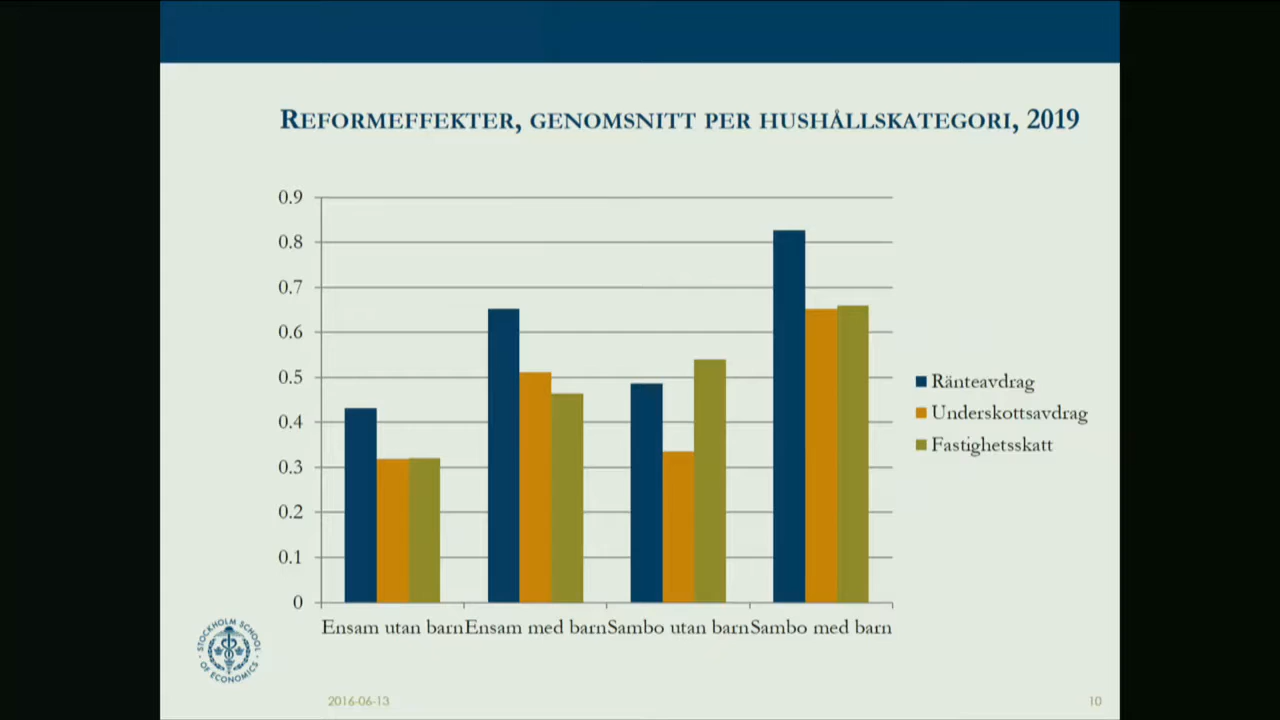 REFORMEFFEKTER, GENOMSNITT PER HUSHÅLLSKATEGORI, 2019
0.9
0.8
0.7
0.6
0.5
0.4
0.3
0.2
0.1
0
Ensam utan barn Ensam med barn Sambo utan barn Sambo med barn
Ränteavdrag
Underskottsavdrag
Fastighetsskatt
STOCKHOLM SCHOOL
OF ECONOMICS
2016-06-13
10